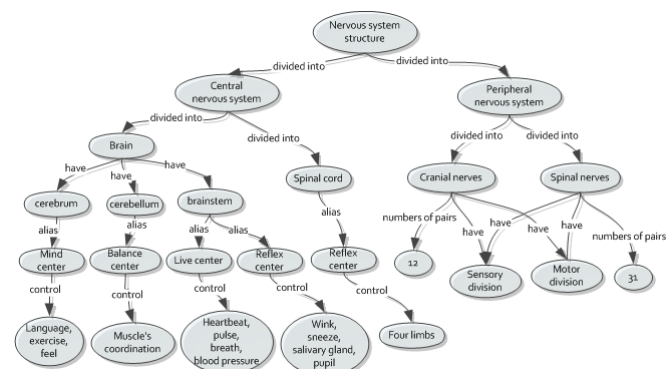 Nervous system
structure
divided into
divided into
Central
nervous system
Peripheral
nervous system
divided into
divided into
divided into
divided into
Brain
Spinal cord
Cranial nerves
Spinal nerves
have
have
have
cerebrum
cerebellum
brainstem
alias
alias
alias
alias
alias
numbers of pairs
have
have
have
have
numbers of pairs
Mind
center
Balance
center
Live center
Reflex
center
Reflex
center
12
Sensory
division
Motor
division
31
control
control
control
control
control
Language,
exercise,
feel
Muscle's
coordination
Heartbeat,
pulse,
breath,
blood pressure
Wink,
sneeze,
salivary gland,
pupil
Four limbs